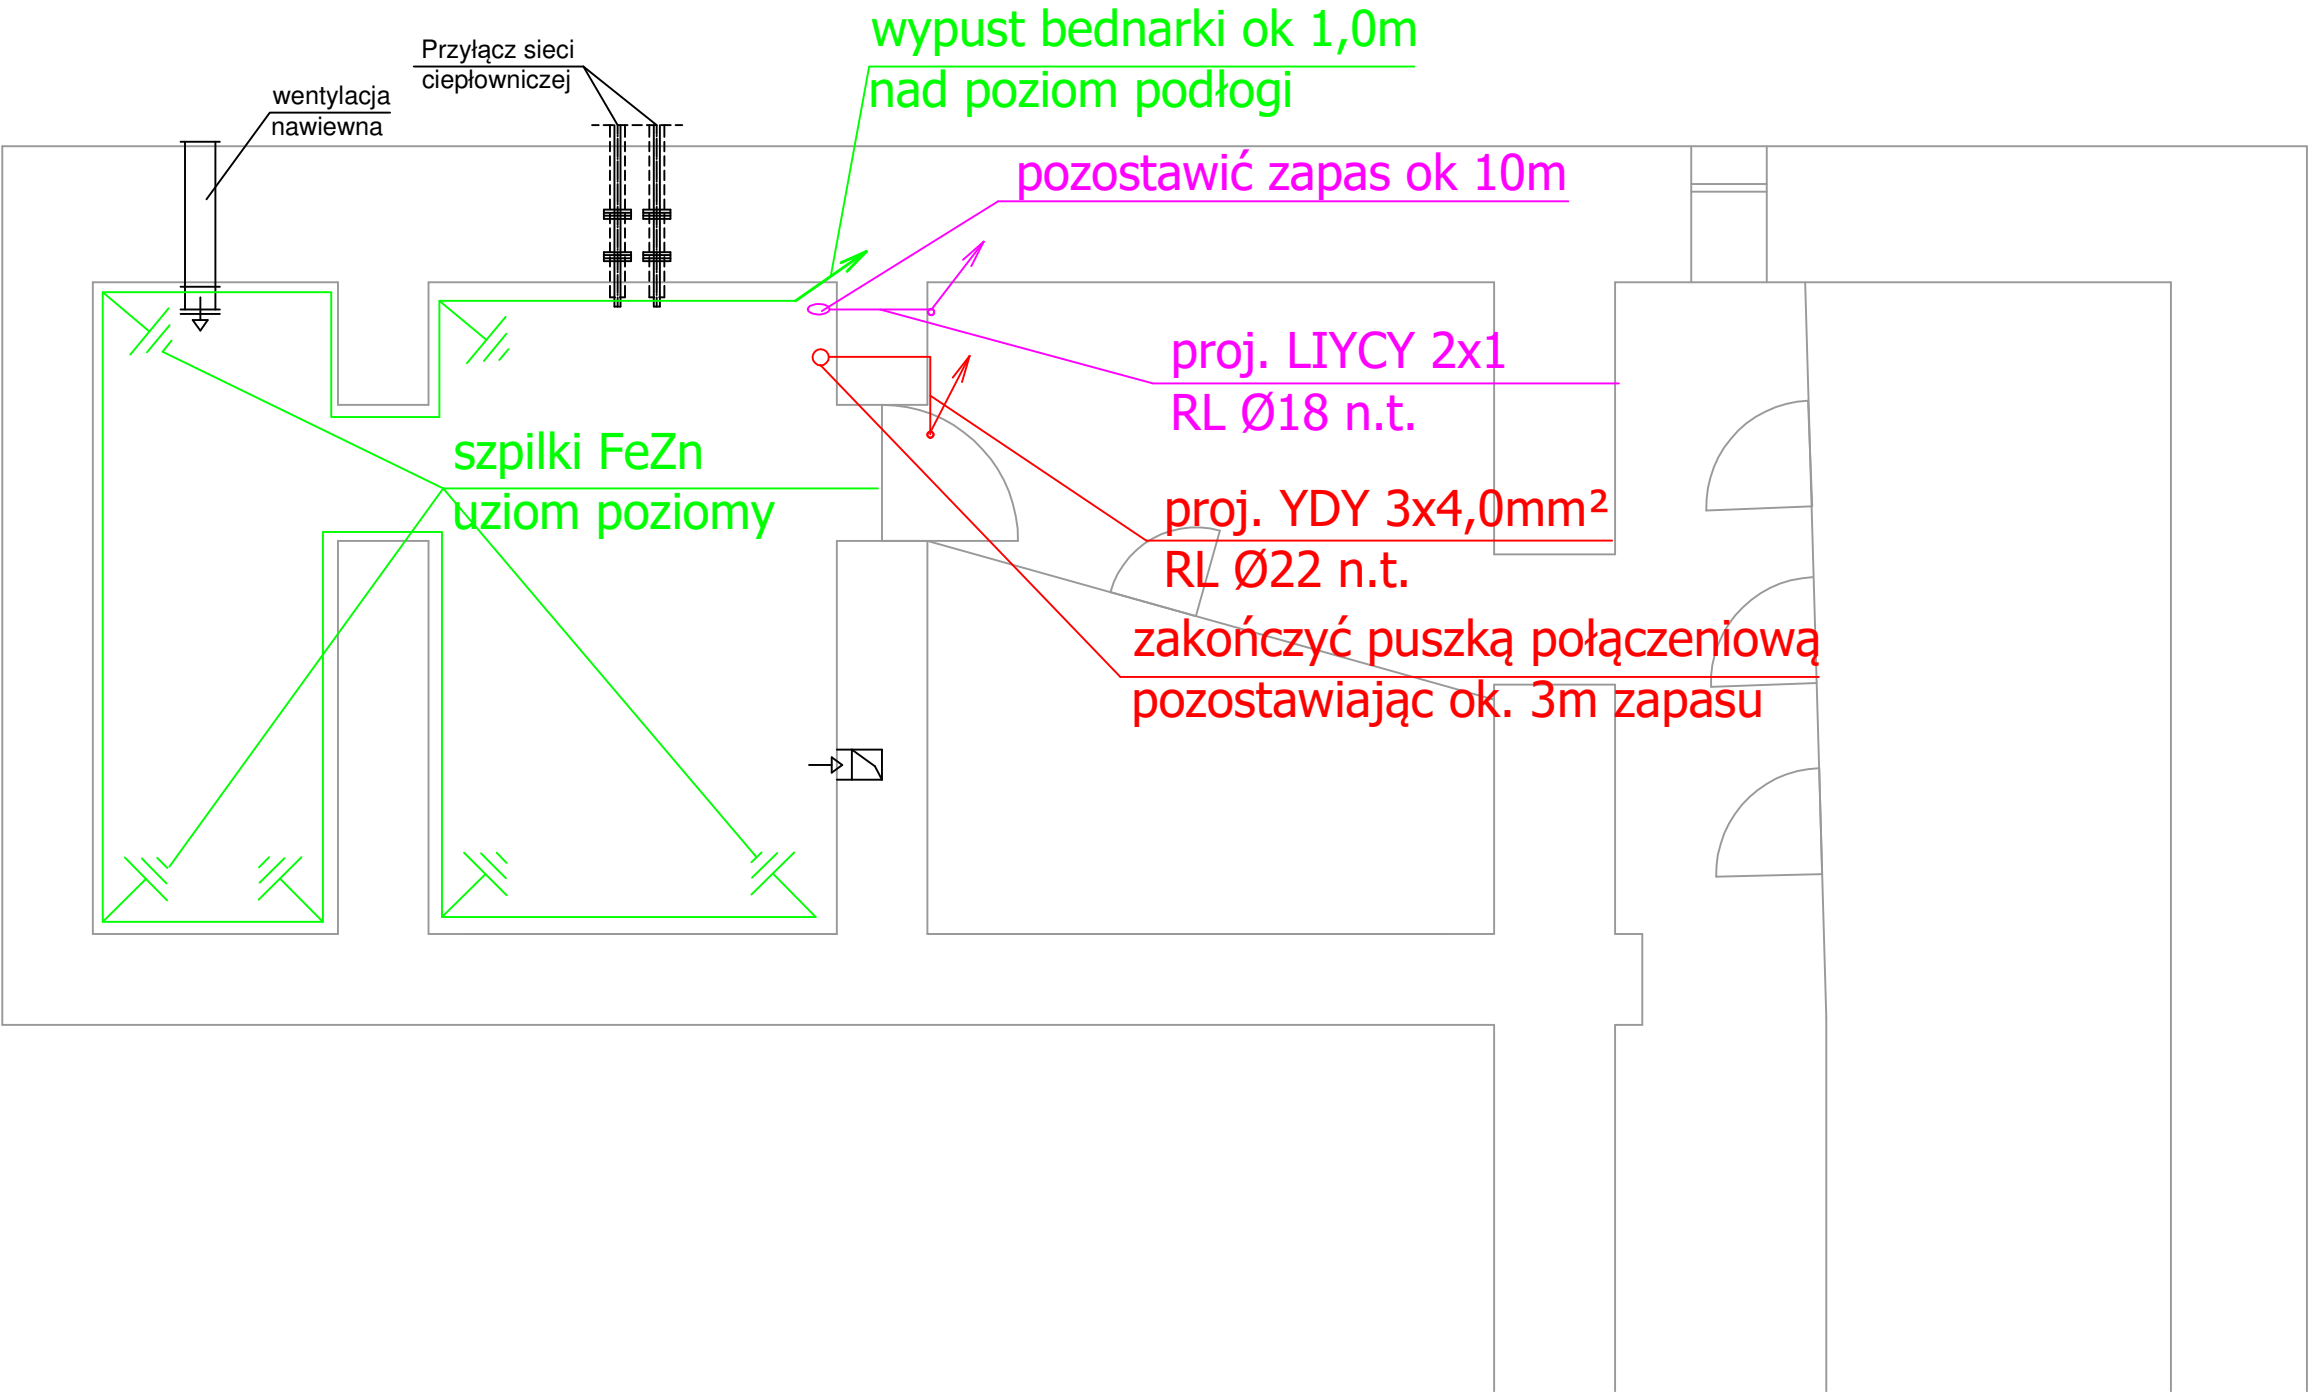 wypust bednarki ok 1,0m
nad poziom podłogi
Przyłącz sieci
ciepłowniczej
wentylacja
nawiewna
pozostawić zapas ok 10m
proj. LIYCY 2x1
RL Ø18 n.t.
szpilki FeZn
uziom poziomy
proj. YDY 3x4,0mm²
RL Ø22 n.t.
zakończyć puszką połączeniową
pozostawiając ok. 3m zapasu